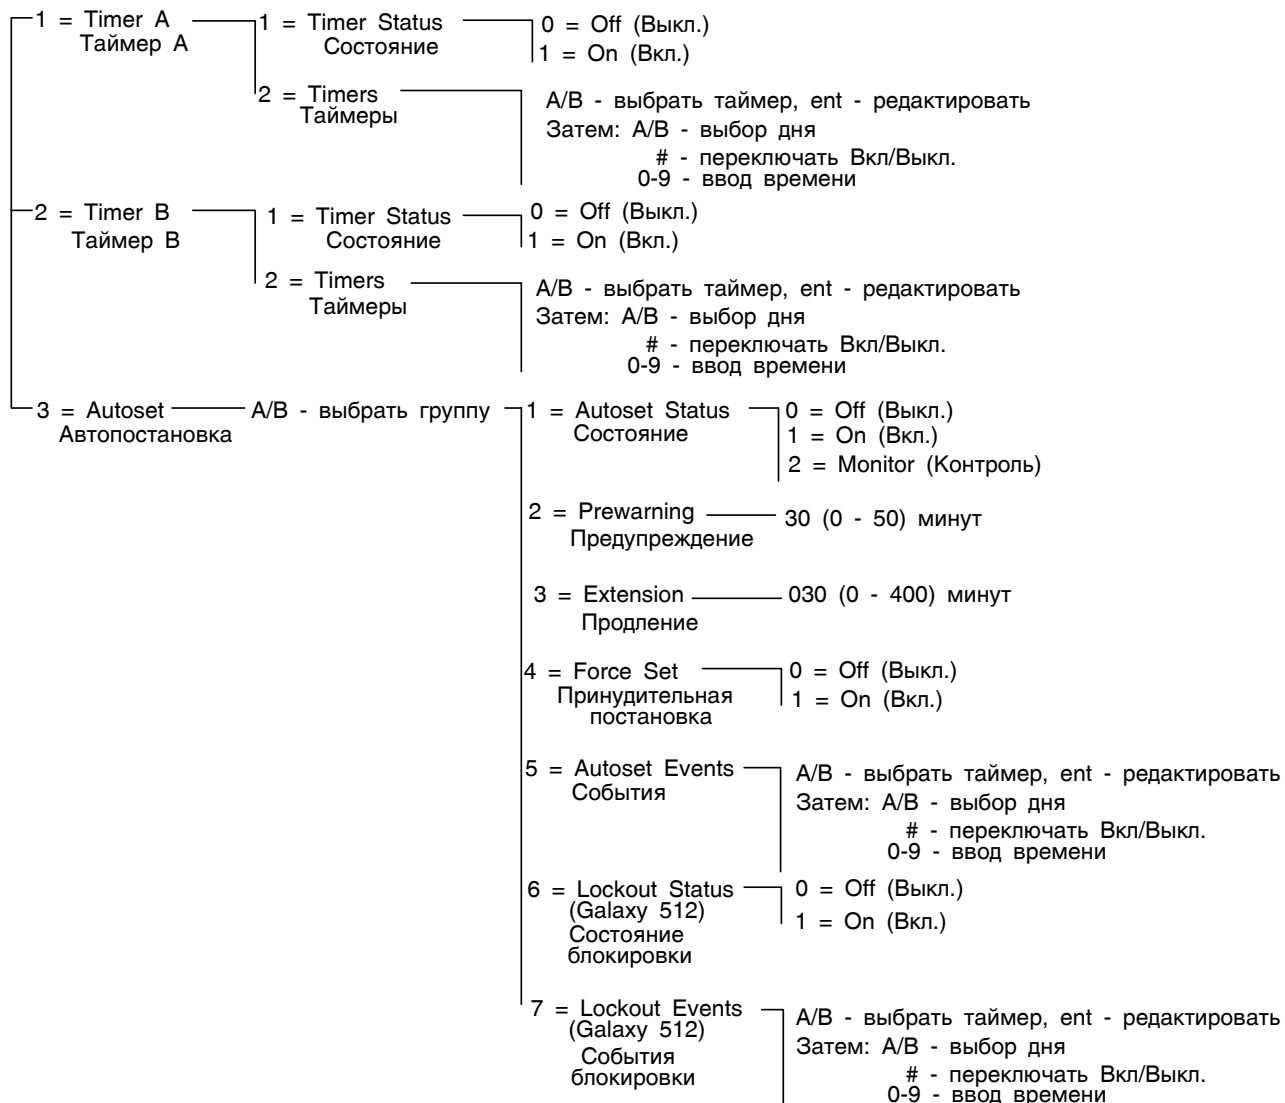 1 = Timer A
Таймер A
1 = Timer Status
Состояние
0 = Off (Выкл.)
1 = On (Вкл.)
2 = Timers
Таймеры
A/B - выбрать таймер, ent - редактировать
Затем: A/B - выбор дня
# - переключать Вкл/Выкл.
0-9 - ввод времени
2 = Timer B
Таймер B
1 = Timer Status
Состояние
0 = Off (Выкл.)
1 = On (Вкл.)
2 = Timers
Таймеры
A/B - выбрать таймер, ent - редактировать
Затем: A/B - выбор дня
# - переключать Вкл/Выкл.
0-9 - ввод времени
3 = Autoset
Автопостановка
A/B - выбрать группу
1 = Autoset Status
Состояние
0 = Off (Выкл.)
1 = On (Вкл.)
2 = Monitor (Контроль)
2 = Prewarning
Предупреждение
30 (0 - 50) минут
3 = Extension
Продление
030 (0 - 400) минут
4 = Force Set
Принудительная
постановка
0 = Off (Выкл.)
1 = On (Вкл.)
5 = Autoset Events
События
A/B - выбрать таймер, ent - редактировать
Затем: A/B - выбор дня
# - переключать Вкл/Выкл.
0-9 - ввод времени
6 = Lockout Status
(Galaxy 512)
Состояние
блокировки
0 = Off (Выкл.)
1 = On (Вкл.)
7 = Lockout Events
(Galaxy 512)
События
блокировки
A/B - выбрать таймер, ent - редактировать
Затем: A/B - выбор дня
# - переключать Вкл/Выкл.
0-9 - ввод времени